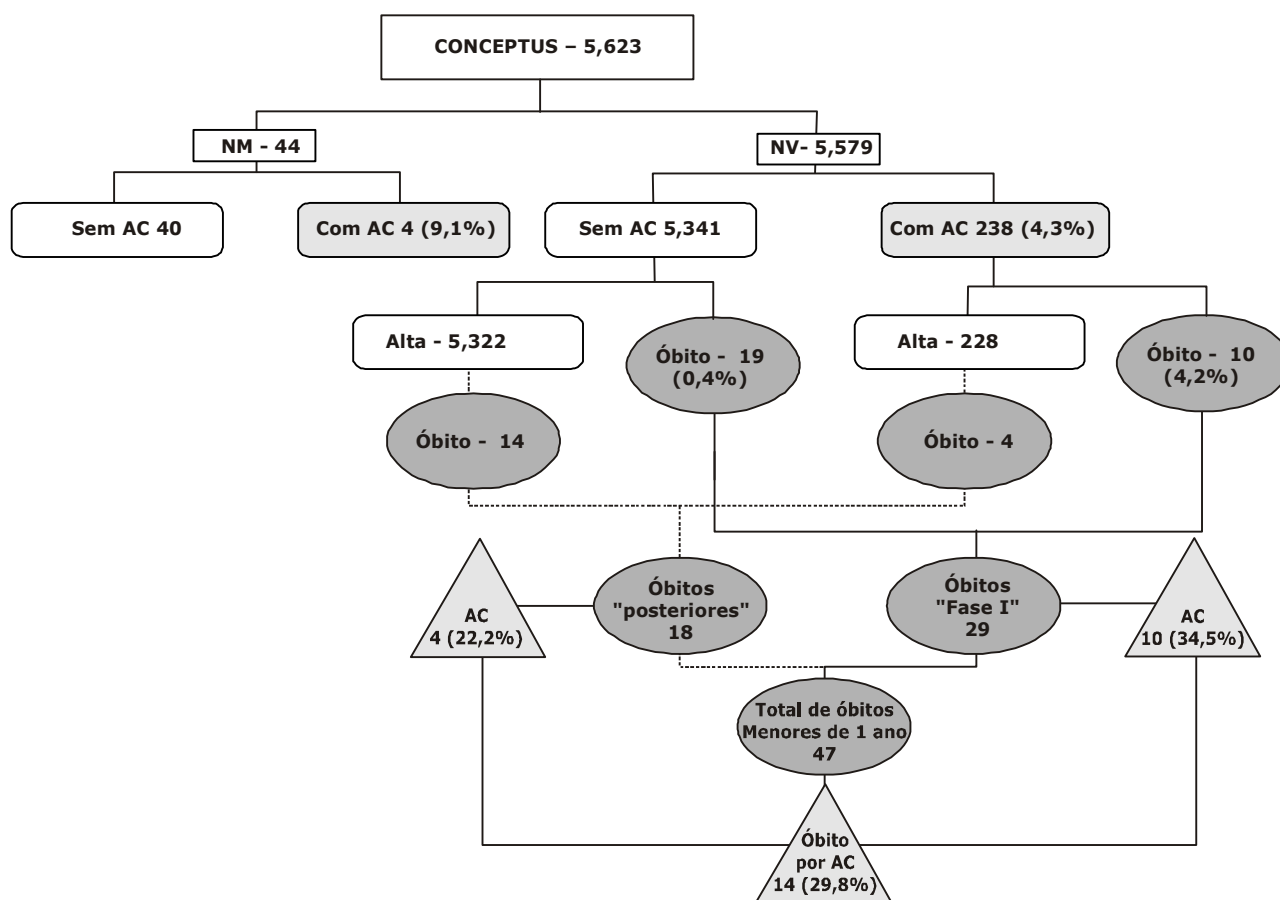 CONCEPTUS – 5,623
NM - 44
NV- 5,579
Sem AC 40
Com AC 4 (9,1%)
Sem AC 5,341
Com AC 238 (4,3%)
Alta - 5,322
Óbito - 19
(0,4%)
Alta - 228
Óbito - 10
(4,2%)
Óbito - 14
Óbito - 4
AC
4 (22,2%)
Óbitos
"posteriores"
18
Óbitos
"Fase I"
29
AC
10 (34,5%)
Total de óbitos
Menores de 1 ano
47
Óbito
por AC
14 (29,8%)